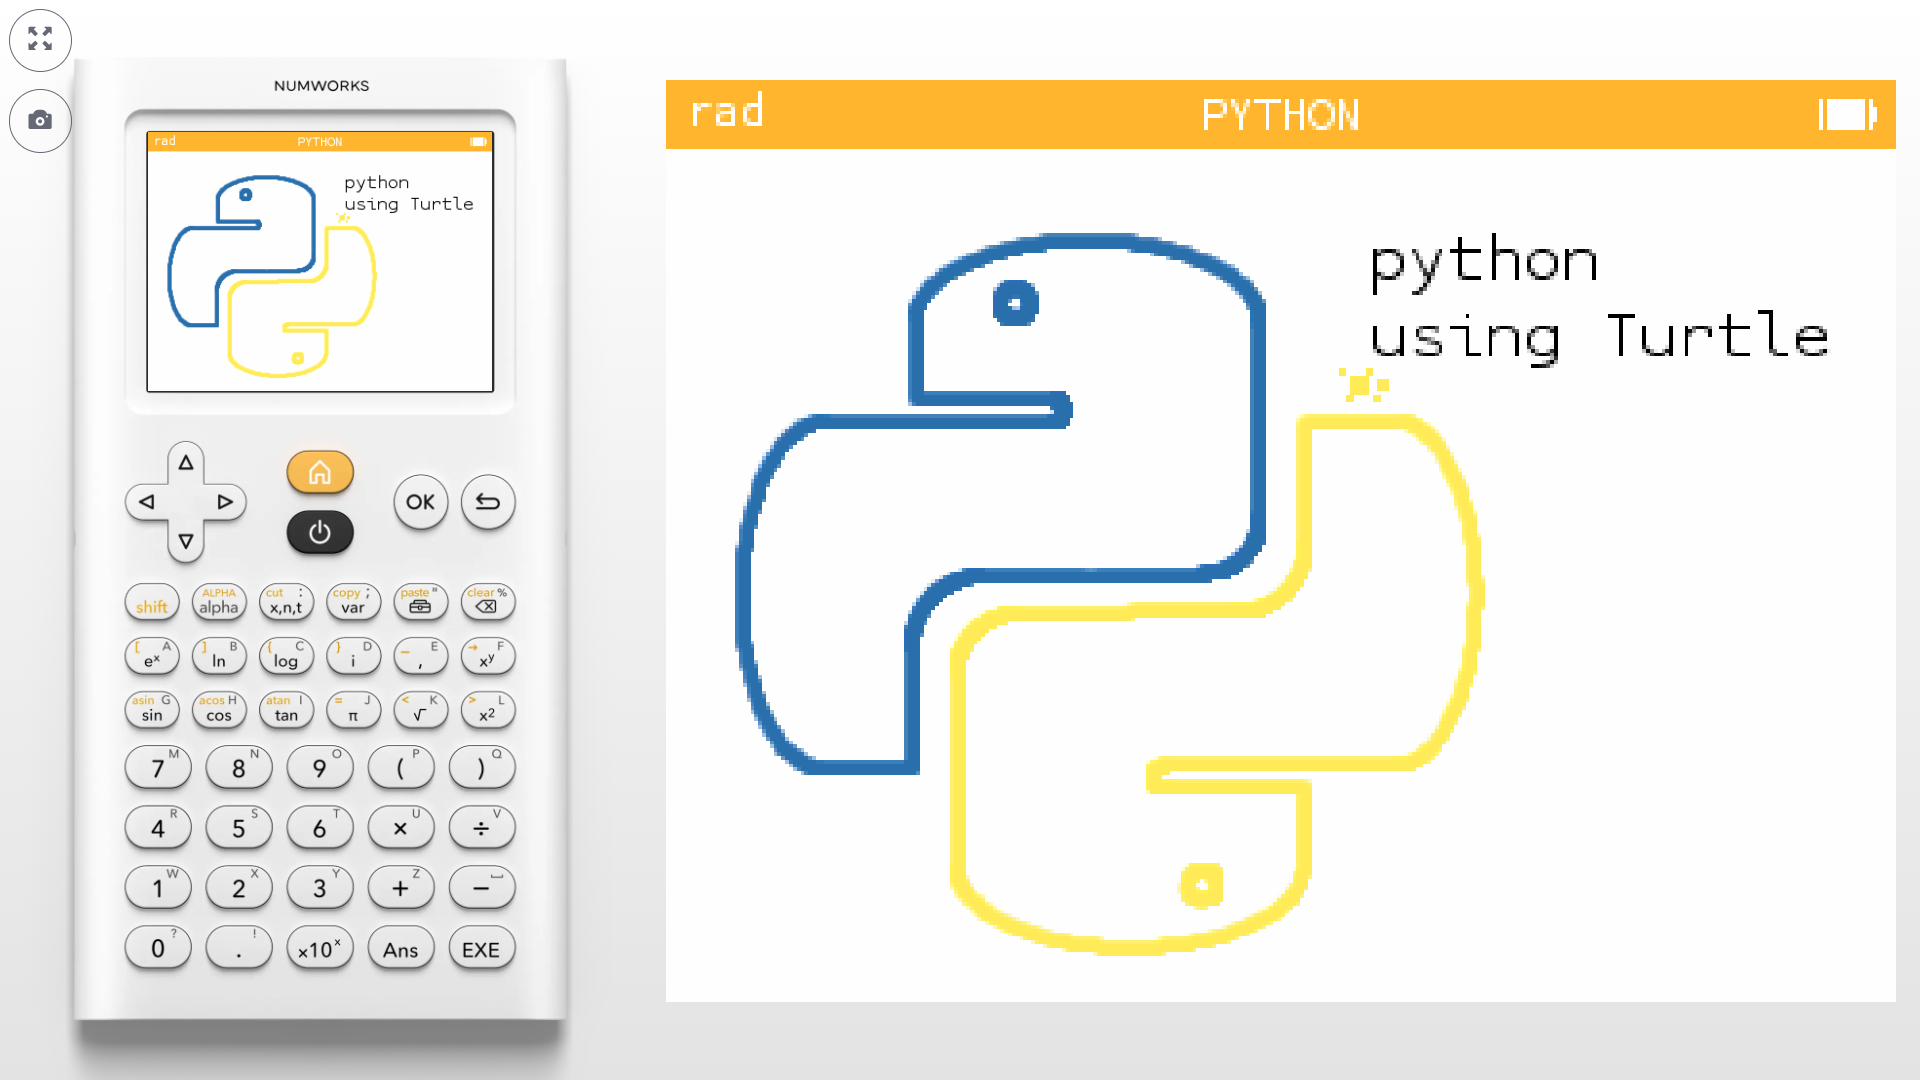 NUMWORKS
rad PYTHON
python
using Turtle
rad PYTHON
python
using Turtle
OK
shift
ALPHA
alpha
cut :
x,n,t
copy ;
var
paste "
clear %
[ A
eˣ
] B
ln
{ C
log
} D
i
_ E
,
→ F
xʸ
asin G
sin
acos H
cos
atan I
tan
= J
π
< K
√
> L
x²
7 M
8 N
9 O
( P
) Q
4 R
5 S
6 T
× U
÷ V
1 W
2 X
3 Y
+ Z
− ⎵
0 ?
. !
×10ˣ
Ans
EXE